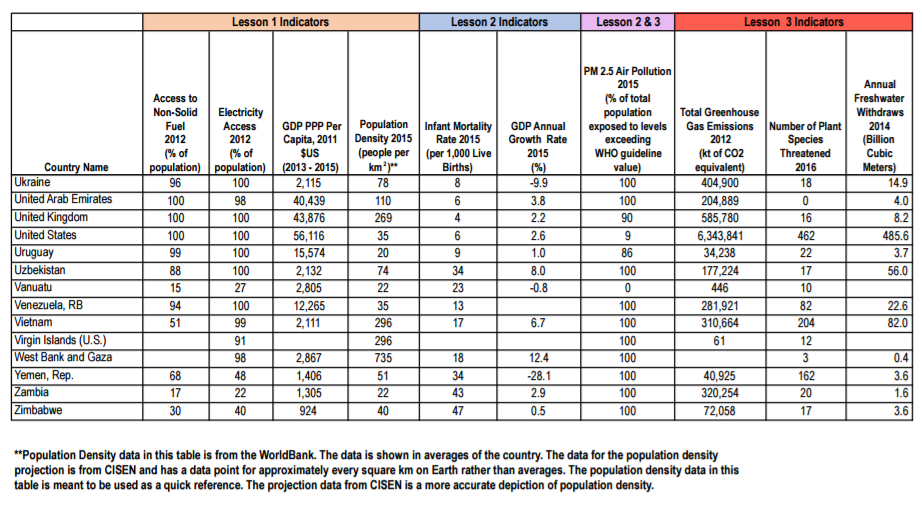 Lesson 1 Indicators Lesson 2 Indicators Lesson 2 & 3 Lesson 3 Indicators
Country Name
Access to
Non-Solid
Fuel
2012
(% of
population)
Electricity
Access
2012
(% of
population)
GDP PPP Per
Capita, 2011
$US
(2013 - 2015)
Population
Density 2015
(people per
km²)**
Infant Mortality
Rate 2015
(per 1,000 Live
Births)
GDP Annual
Growth Rate
2015
(%)
PM 2.5 Air Pollution
2015
(% of total
population
exposed to levels
exceeding
WHO guideline
value)
Total Greenhouse
Gas Emissions
2012
(kt of CO2
equivalent)
Number of Plant
Species
Threatened
2016
Annual
Freshwater
Withdraws
2014
(Billion
Cubic
Meters)
Ukraine 96 100 2,115 78 8 -9.9 100 404,900 18 14.9
United Arab Emirates 100 98 40,439 110 6 3.8 100 204,889 0 4.0
United Kingdom 100 100 43,876 269 4 2.2 90 585,780 16 8.2
United States 100 100 56,116 35 6 2.6 9 6,343,841 462 485.6
Uruguay 99 100 15,574 20 9 1.0 86 34,238 22 3.7
Uzbekistan 88 100 2,132 74 34 8.0 100 177,224 17 56.0
Vanuatu 15 27 2,805 22 23 -0.8 0 446 10
Venezuela, RB 94 100 12,265 35 13 100 281,921 82 22.6
Vietnam 51 99 2,111 296 17 6.7 100 310,664 204 82.0
Virgin Islands (U.S.) 91 296 100 61 12
West Bank and Gaza 98 2,867 735 18 12.4 100 3 0.4
Yemen, Rep. 68 48 1,406 51 34 -28.1 100 40,925 162 3.6
Zambia 17 22 1,305 22 43 2.9 100 320,254 20 1.6
Zimbabwe 30 40 924 40 47 0.5 100 72,058 17 3.6
**Population Density data in this table is from the WorldBank. The data is shown in averages of the country. The data for the population density
projection is from CISEN and has a data point for approximately every square km on Earth rather than averages. The population density data in this
table is meant to be used as a quick reference. The projection data from CISEN is a more accurate depiction of population density.